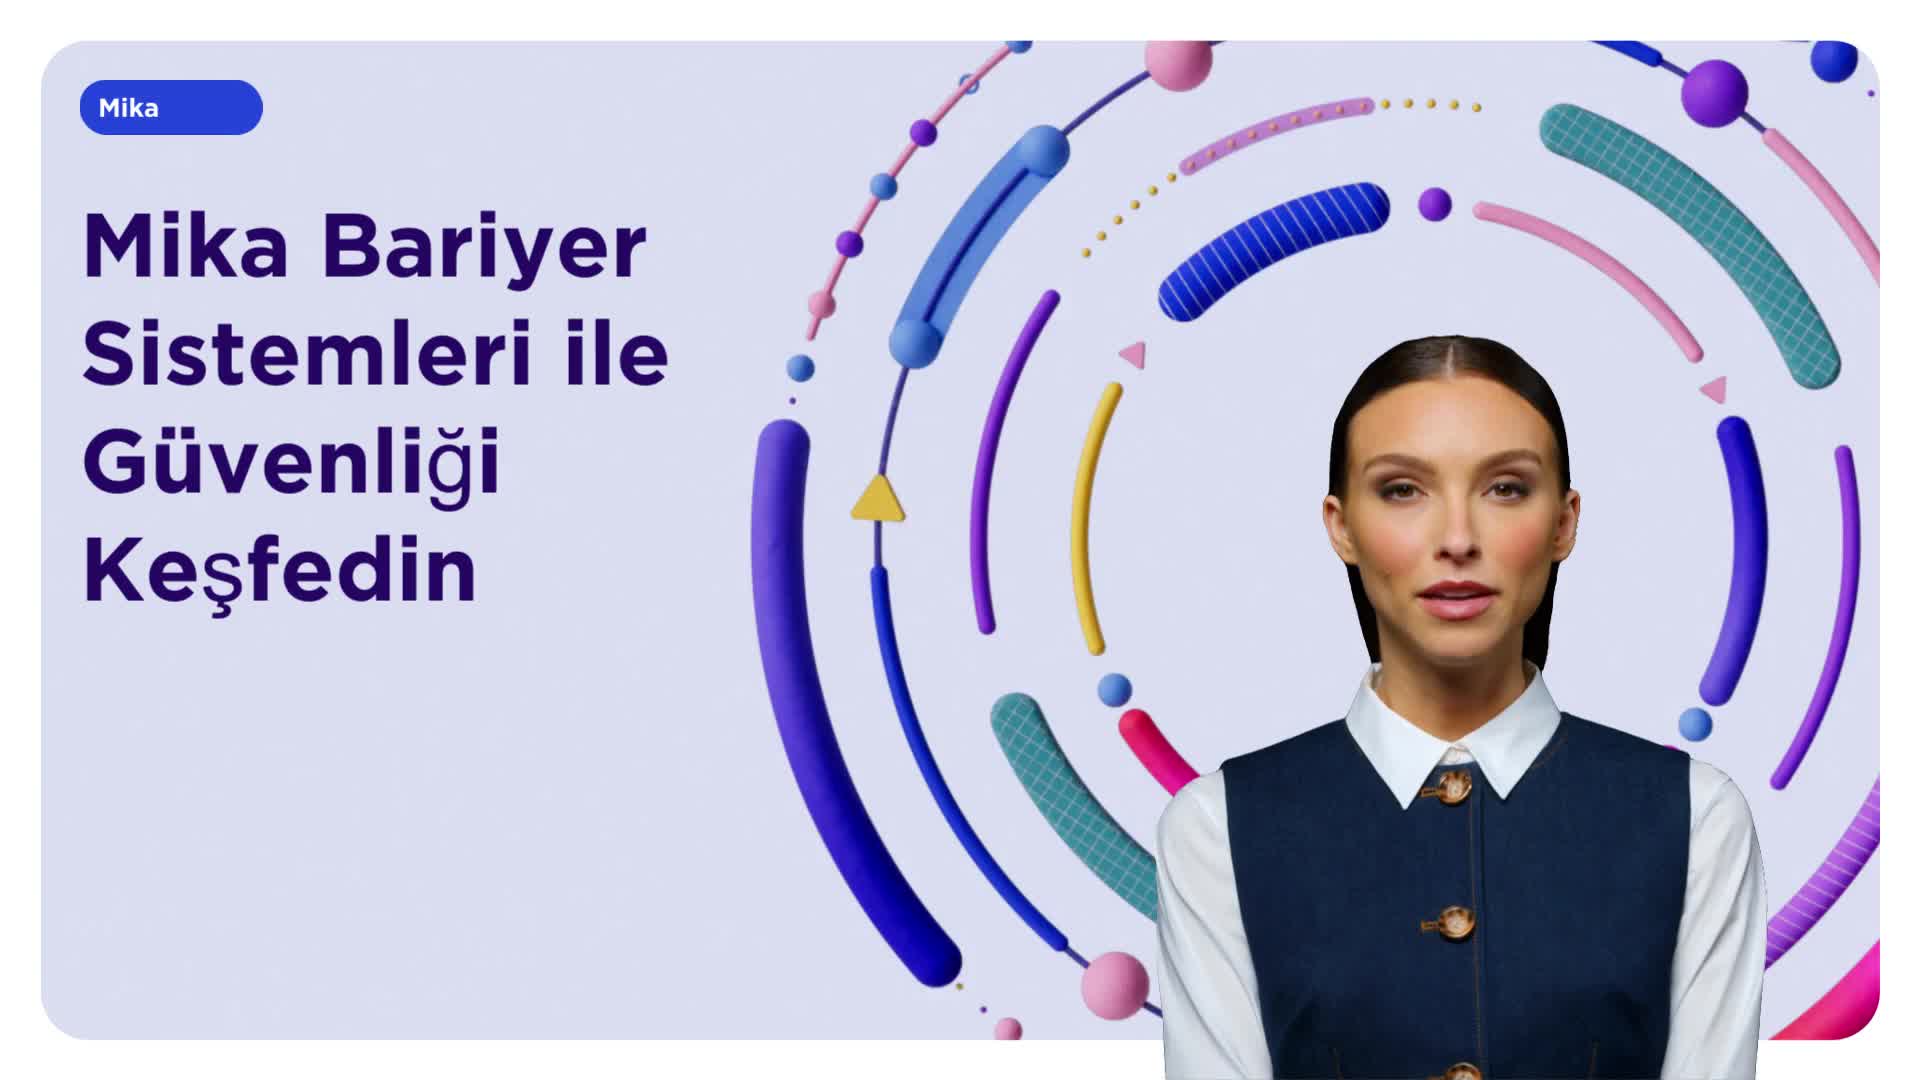 Mika
Mika Bariyer
Sistemleri ile
Güvenliği
Keşfedin